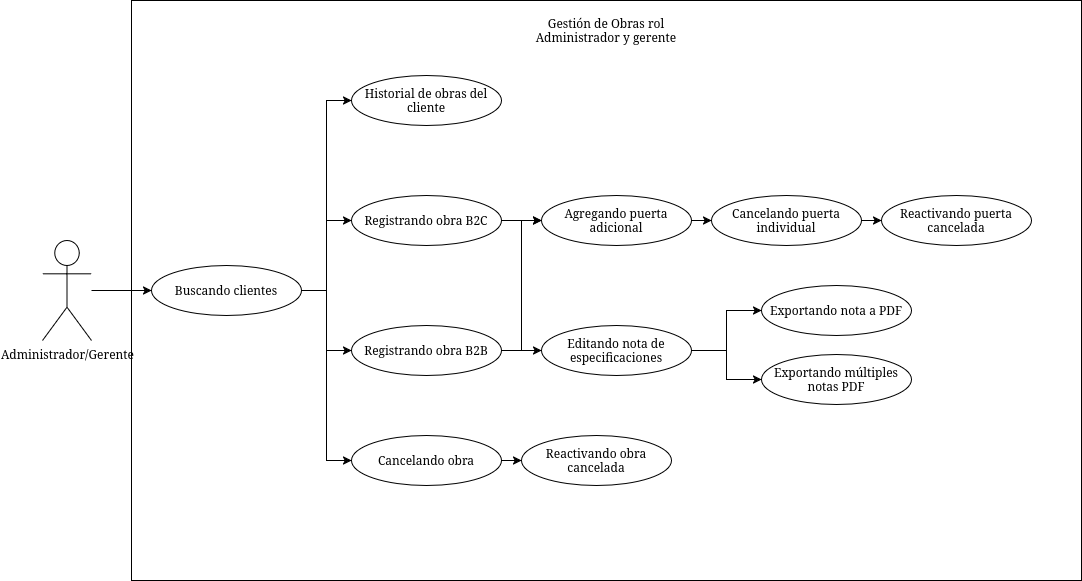 Gestión de Obras rol
Administrador y gerente
Historial de obras del
cliente
Registrando obra B2C
Agregando puerta
adicional
Cancelando puerta
individual
Reactivando puerta
cancelada
Buscando clientes
Administrador/Gerente
Registrando obra B2B
Editando nota de
especificaciones
Exportando nota a PDF
Exportando múltiples
notas PDF
Cancelando obra
Reactivando obra
cancelada